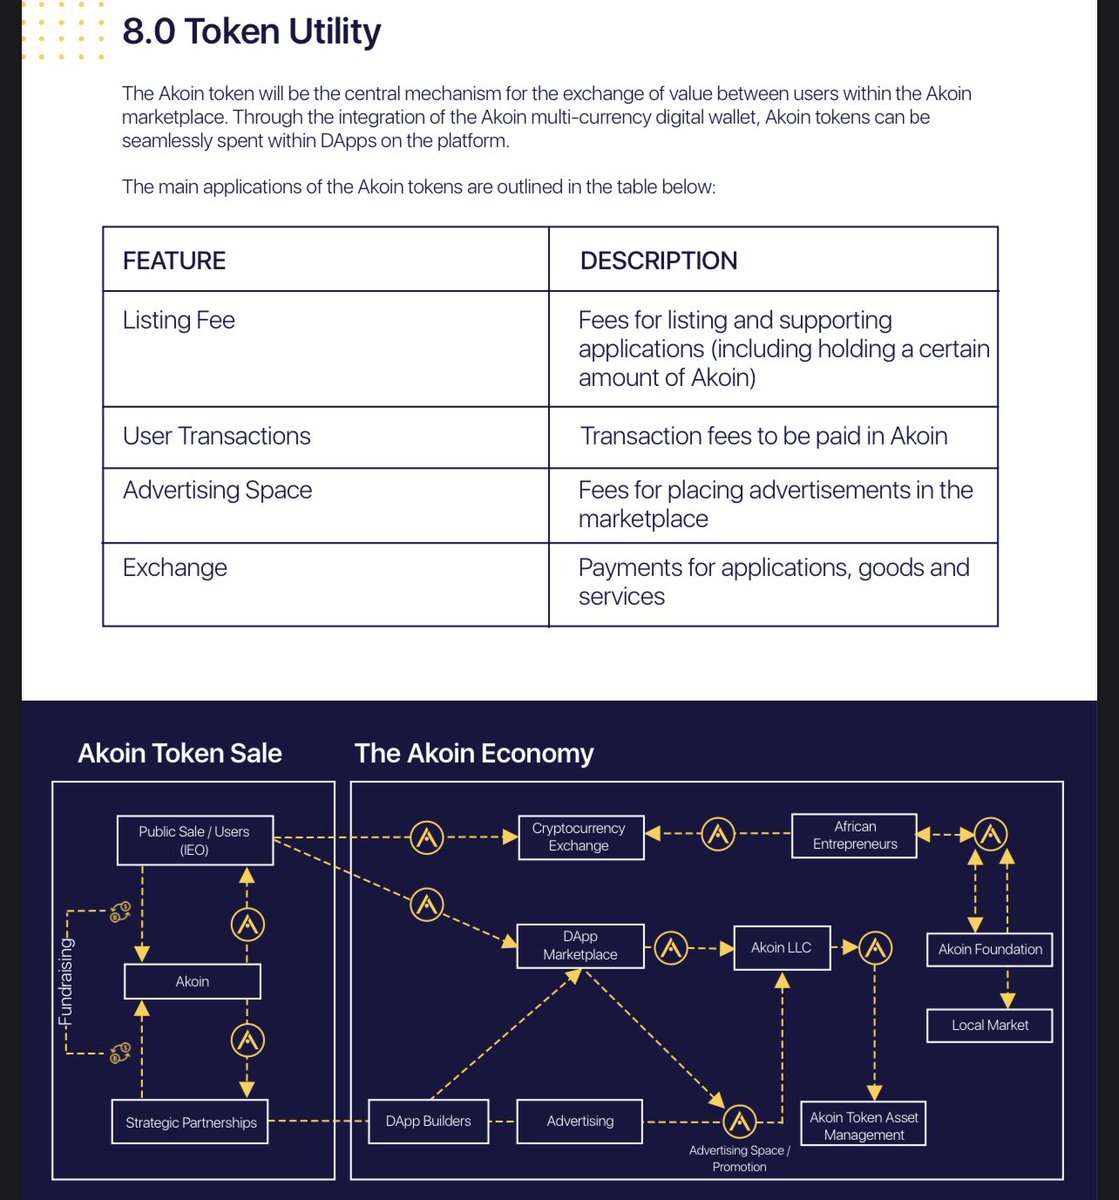 8.0 Token Utility
The Akoin token will be the central mechanism for the exchange of value between users within the Akoin
marketplace. Through the integration of the Akoin multi-currency digital wallet, Akoin tokens can be
seamlessly spent within DApps on the platform.
The main applications of the Akoin tokens are outlined in the table below:
FEATURE
DESCRIPTION
Listing Fee
Fees for listing and supporting
applications (including holding a certain
amount of Akoin)
User Transactions
Transaction fees to be paid in Akoin
Advertising Space
Fees for placing advertisements in the
marketplace
Exchange
Payments for applications, goods and
services
Akoin Token Sale
Public Sale / Users
(IEO)
Fundraising
Akoin
Strategic Partnerships
The Akoin Economy
Cryptocurrency
Exchange
African
Entrepreneurs
DApp
Marketplace
Akoin LLC
Akoin Foundation
Local Market
DApp Builders
Advertising
Advertising Space /
Promotion
Akoin Token Asset
Management